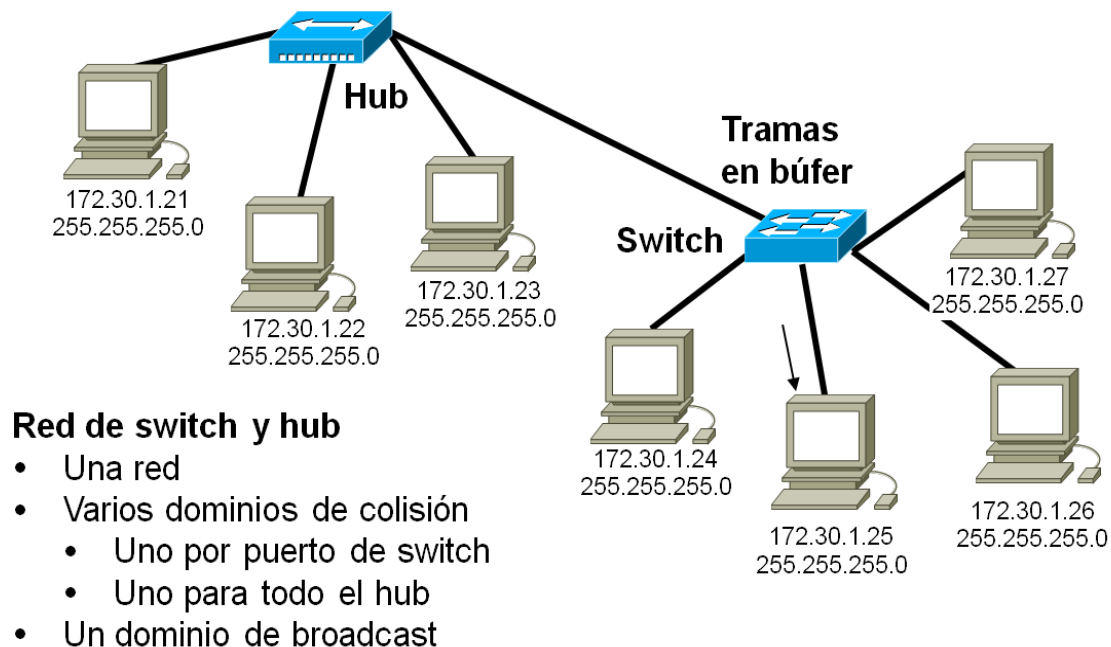 Hub
172.30.1.21
255.255.255.0
172.30.1.22
255.255.255.0
172.30.1.23
255.255.255.0
Tramas
en búfer
Switch
172.30.1.27
255.255.255.0
172.30.1.24
255.255.255.0
172.30.1.25
255.255.255.0
172.30.1.26
255.255.255.0
Red de switch y hub
• Una red
• Varios dominios de colisión
• Uno por puerto de switch
• Uno para todo el hub
• Un dominio de broadcast